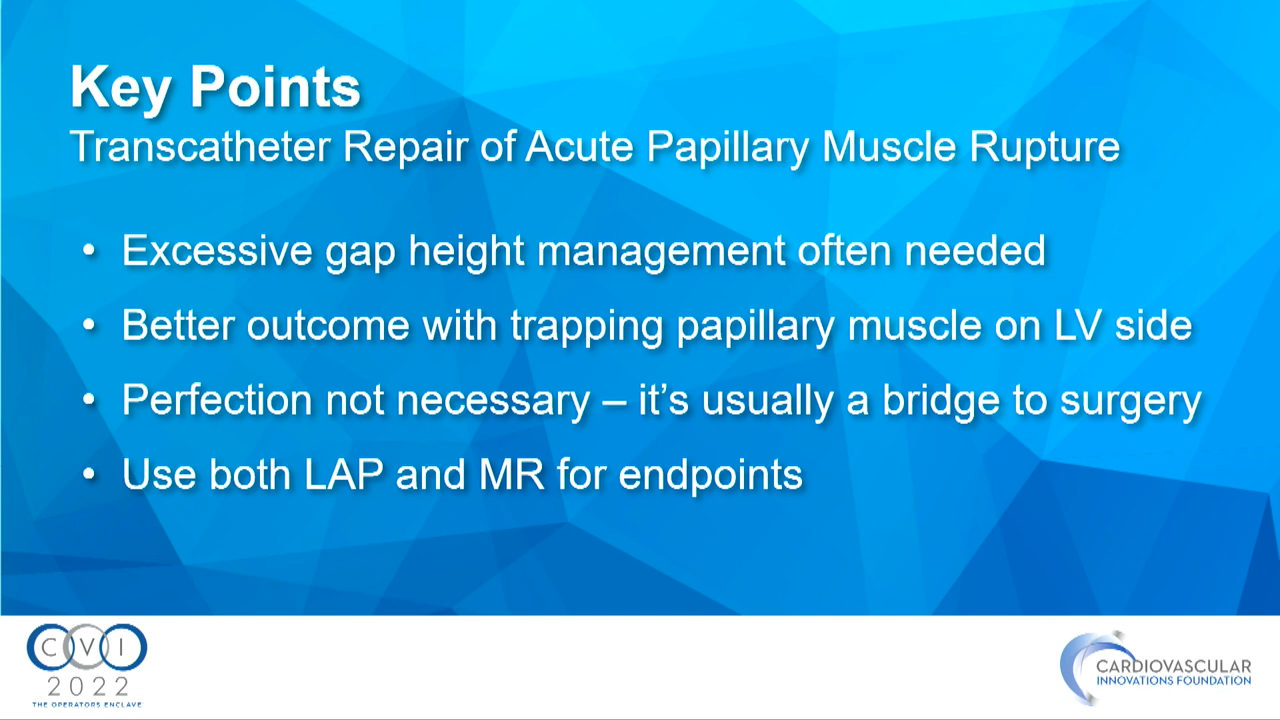 Key Points
Transcatheter Repair of Acute Papillary Muscle Rupture
• Excessive gap height management often needed
• Better outcome with trapping papillary muscle on LV side
• Perfection not necessary – it's usually a bridge to surgery
• Use both LAP and MR for endpoints
CVI
2022
THE OPERATORS ENCLAVE
CARDIOVASCULAR
INNOVATIONS FOUNDATION